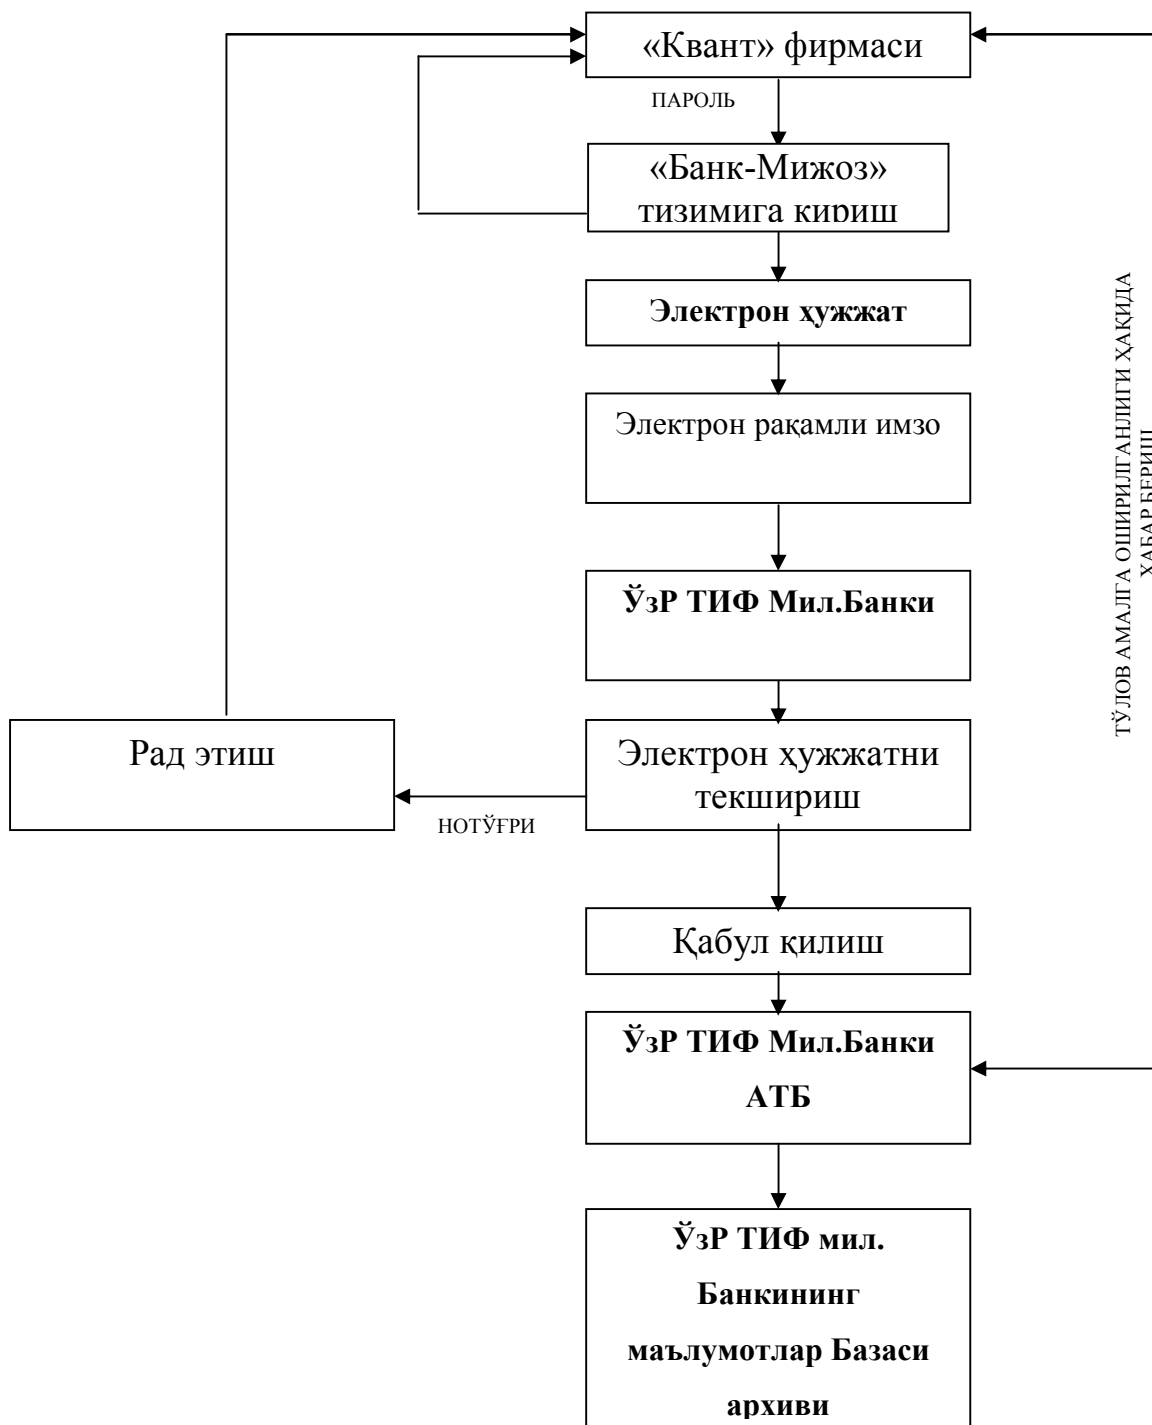 «Квант» фирмаси
ПАРОЛЬ
«Банк-Мижоз»
тизимига кириш
Электрон ҳужжат
Электрон рақамли имзо
ЎзР ТИФ Мил.Банки
Рад этиш
Электрон ҳужжатни
текшириш
НОТЎҒРИ
Қабул қилиш
ЎзР ТИФ Мил.Банки
АТБ
ЎзР ТИФ мил.
Банкининг
маълумотлар Базаси
архиви
ТЎЛОВ АМАЛГА ОШИРИЛГАНЛИГИ ҲАҚИДА
ХАБАР БЕРИШ